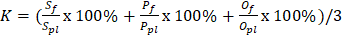 K = (S_f/S_pl x 100% + P_f/P_pl x 100% + O_f/O_pl x 100%)/3